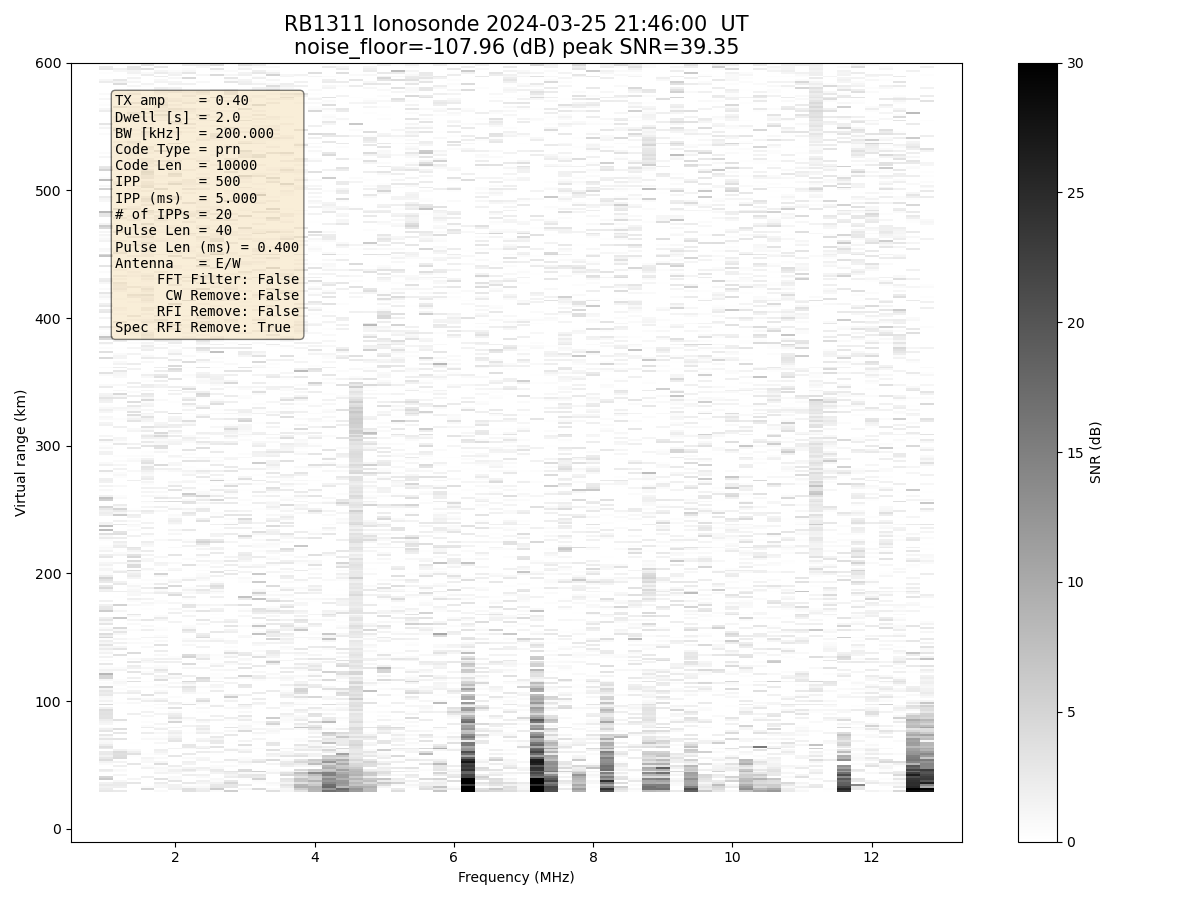 RB1311 Ionosonde 2024-03-25 21:46:00  UT
noise_floor=-107.96 (dB) peak SNR=39.35
600
500
400
300
200
100
0
Virtual range (km)
TX amp    = 0.40
Dwell [s] = 2.0
BW [kHz]  = 200.000
Code Type = prn
Code Len  = 10000
IPP       = 500
IPP (ms)  = 5.000
# of IPPs = 20
Pulse Len = 40
Pulse Len (ms) = 0.400
Antenna   = E/W
FFT Filter: False
CW Remove: False
RFI Remove: False
Spec RFI Remove: True
2 4 6 8 10 12
Frequency (MHz)
30
25
20
15
10
5
0
SNR (dB)